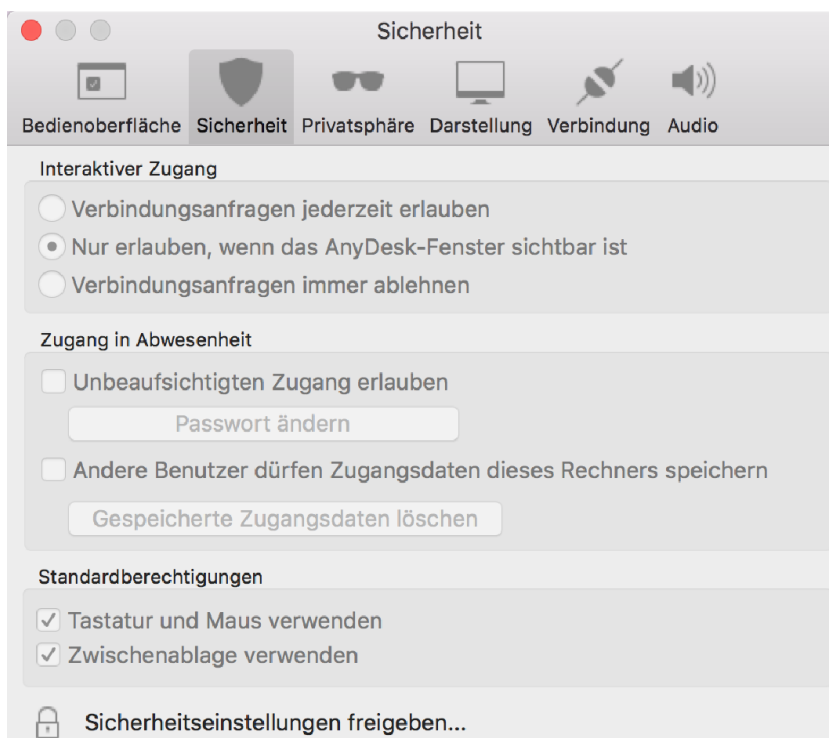 Sicherheit
Bedienoberfläche Sicherheit Privatsphäre Darstellung Verbindung Audio
Interaktiver Zugang
Verbindungsanfragen jederzeit erlauben
Nur erlauben, wenn das AnyDesk-Fenster sichtbar ist
Verbindungsanfragen immer ablehnen
Zugang in Abwesenheit
Unbeaufsichtigten Zugang erlauben
Passwort ändern
Andere Benutzer dürfen Zugangsdaten dieses Rechners speichern
Gespeicherte Zugangsdaten löschen
Standardberechtigungen
Tastatur und Maus verwenden
Zwischenablage verwenden
Sicherheitseinstellungen freigeben...